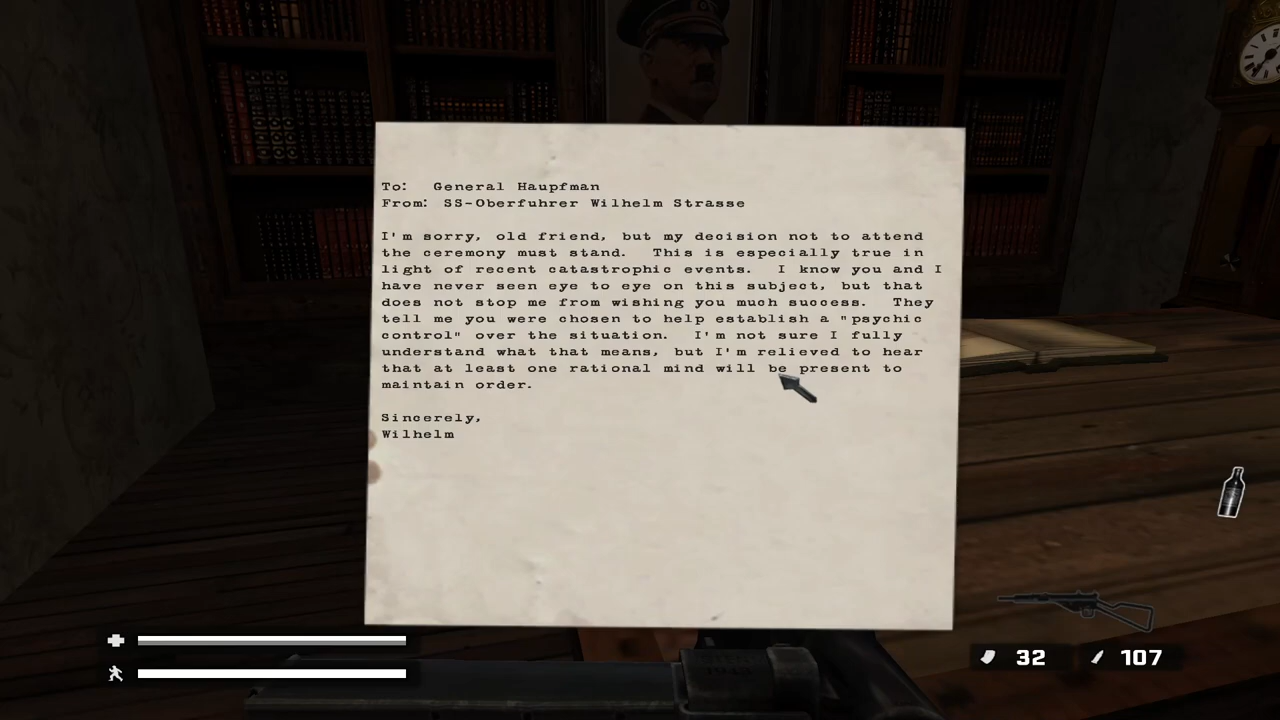 To: General Haupfman
From: SS-Oberfuhrer Wilhelm Strasse
I'm sorry, old friend, but my decision not to attend
the ceremony must stand. This is especially true in
light of recent catastrophic events. I know you and I
have never seen eye to eye on this subject, but that
does not stop me from wishing you much success. They
tell me you were chosen to help establish a "psychic
control" over the situation. I'm not sure I fully
understand what that means, but I'm relieved to hear
that at least one rational mind will be present to
maintain order.
Sincerely,
Wilhelm
32 107